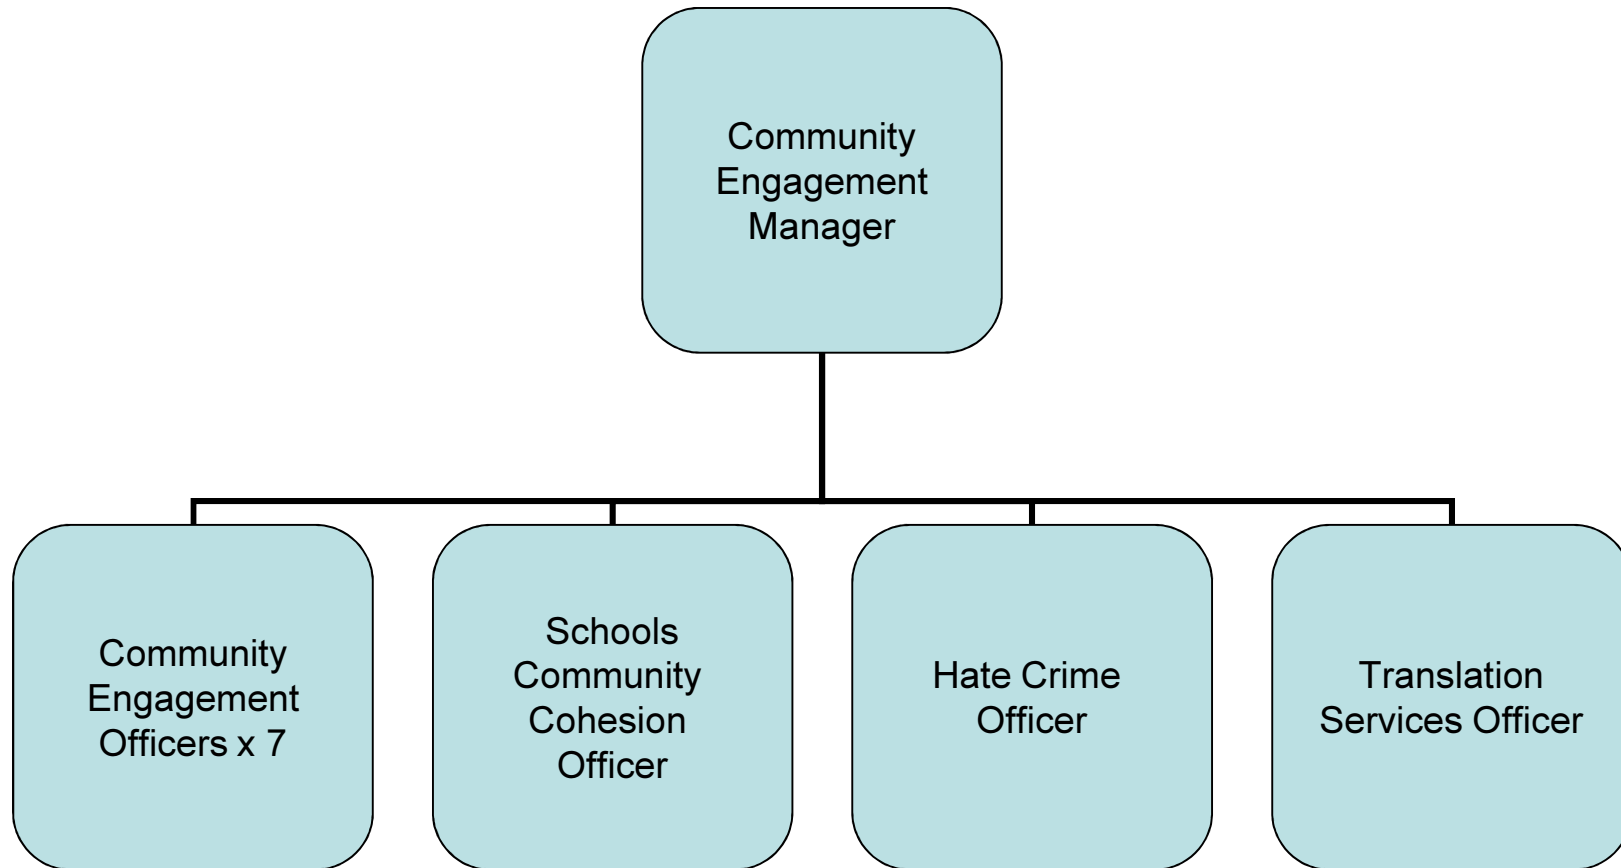 Community
Engagement
Manager
Community
Engagement
Officers x 7
Schools
Community
Cohesion
Officer
Hate Crime
Officer
Translation
Services Officer